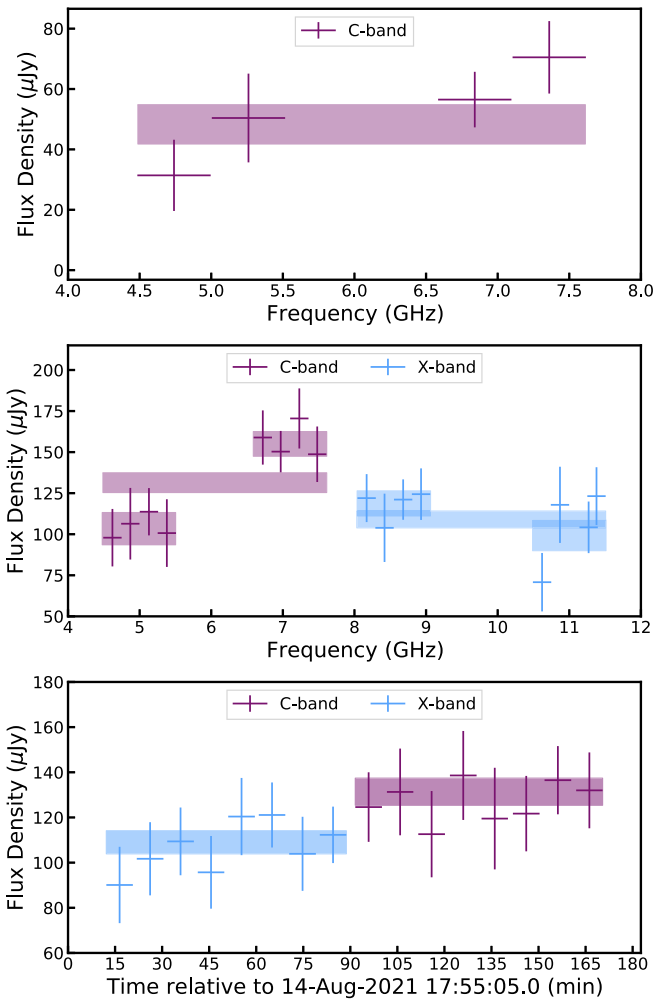 C-band
80
60
40
20
0
Flux Density (μJy)
4.0 4.5 5.0 5.5 6.0 6.5 7.0 7.5 8.0
Frequency (GHz)
C-band X-band
200
175
150
125
100
75
50
Flux Density (μJy)
4 5 6 7 8 9 10 11 12
Frequency (GHz)
C-band X-band
180
160
140
120
100
80
60
Flux Density (μJy)
0 15 30 45 60 75 90 105 120 135 150 165 180
Time relative to 14-Aug-2021 17:55:05.0 (min)